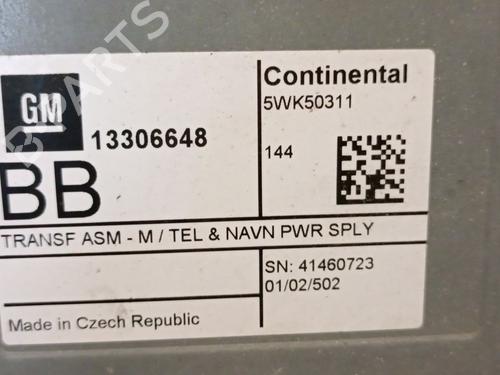 B-PARTS
GM
13306648
BB
Continental
5WK50311
144
TRANSF ASM - M / TEL & NAVN PWR SPLY
SN: 41460723
01/02/502
Made in Czech Republic